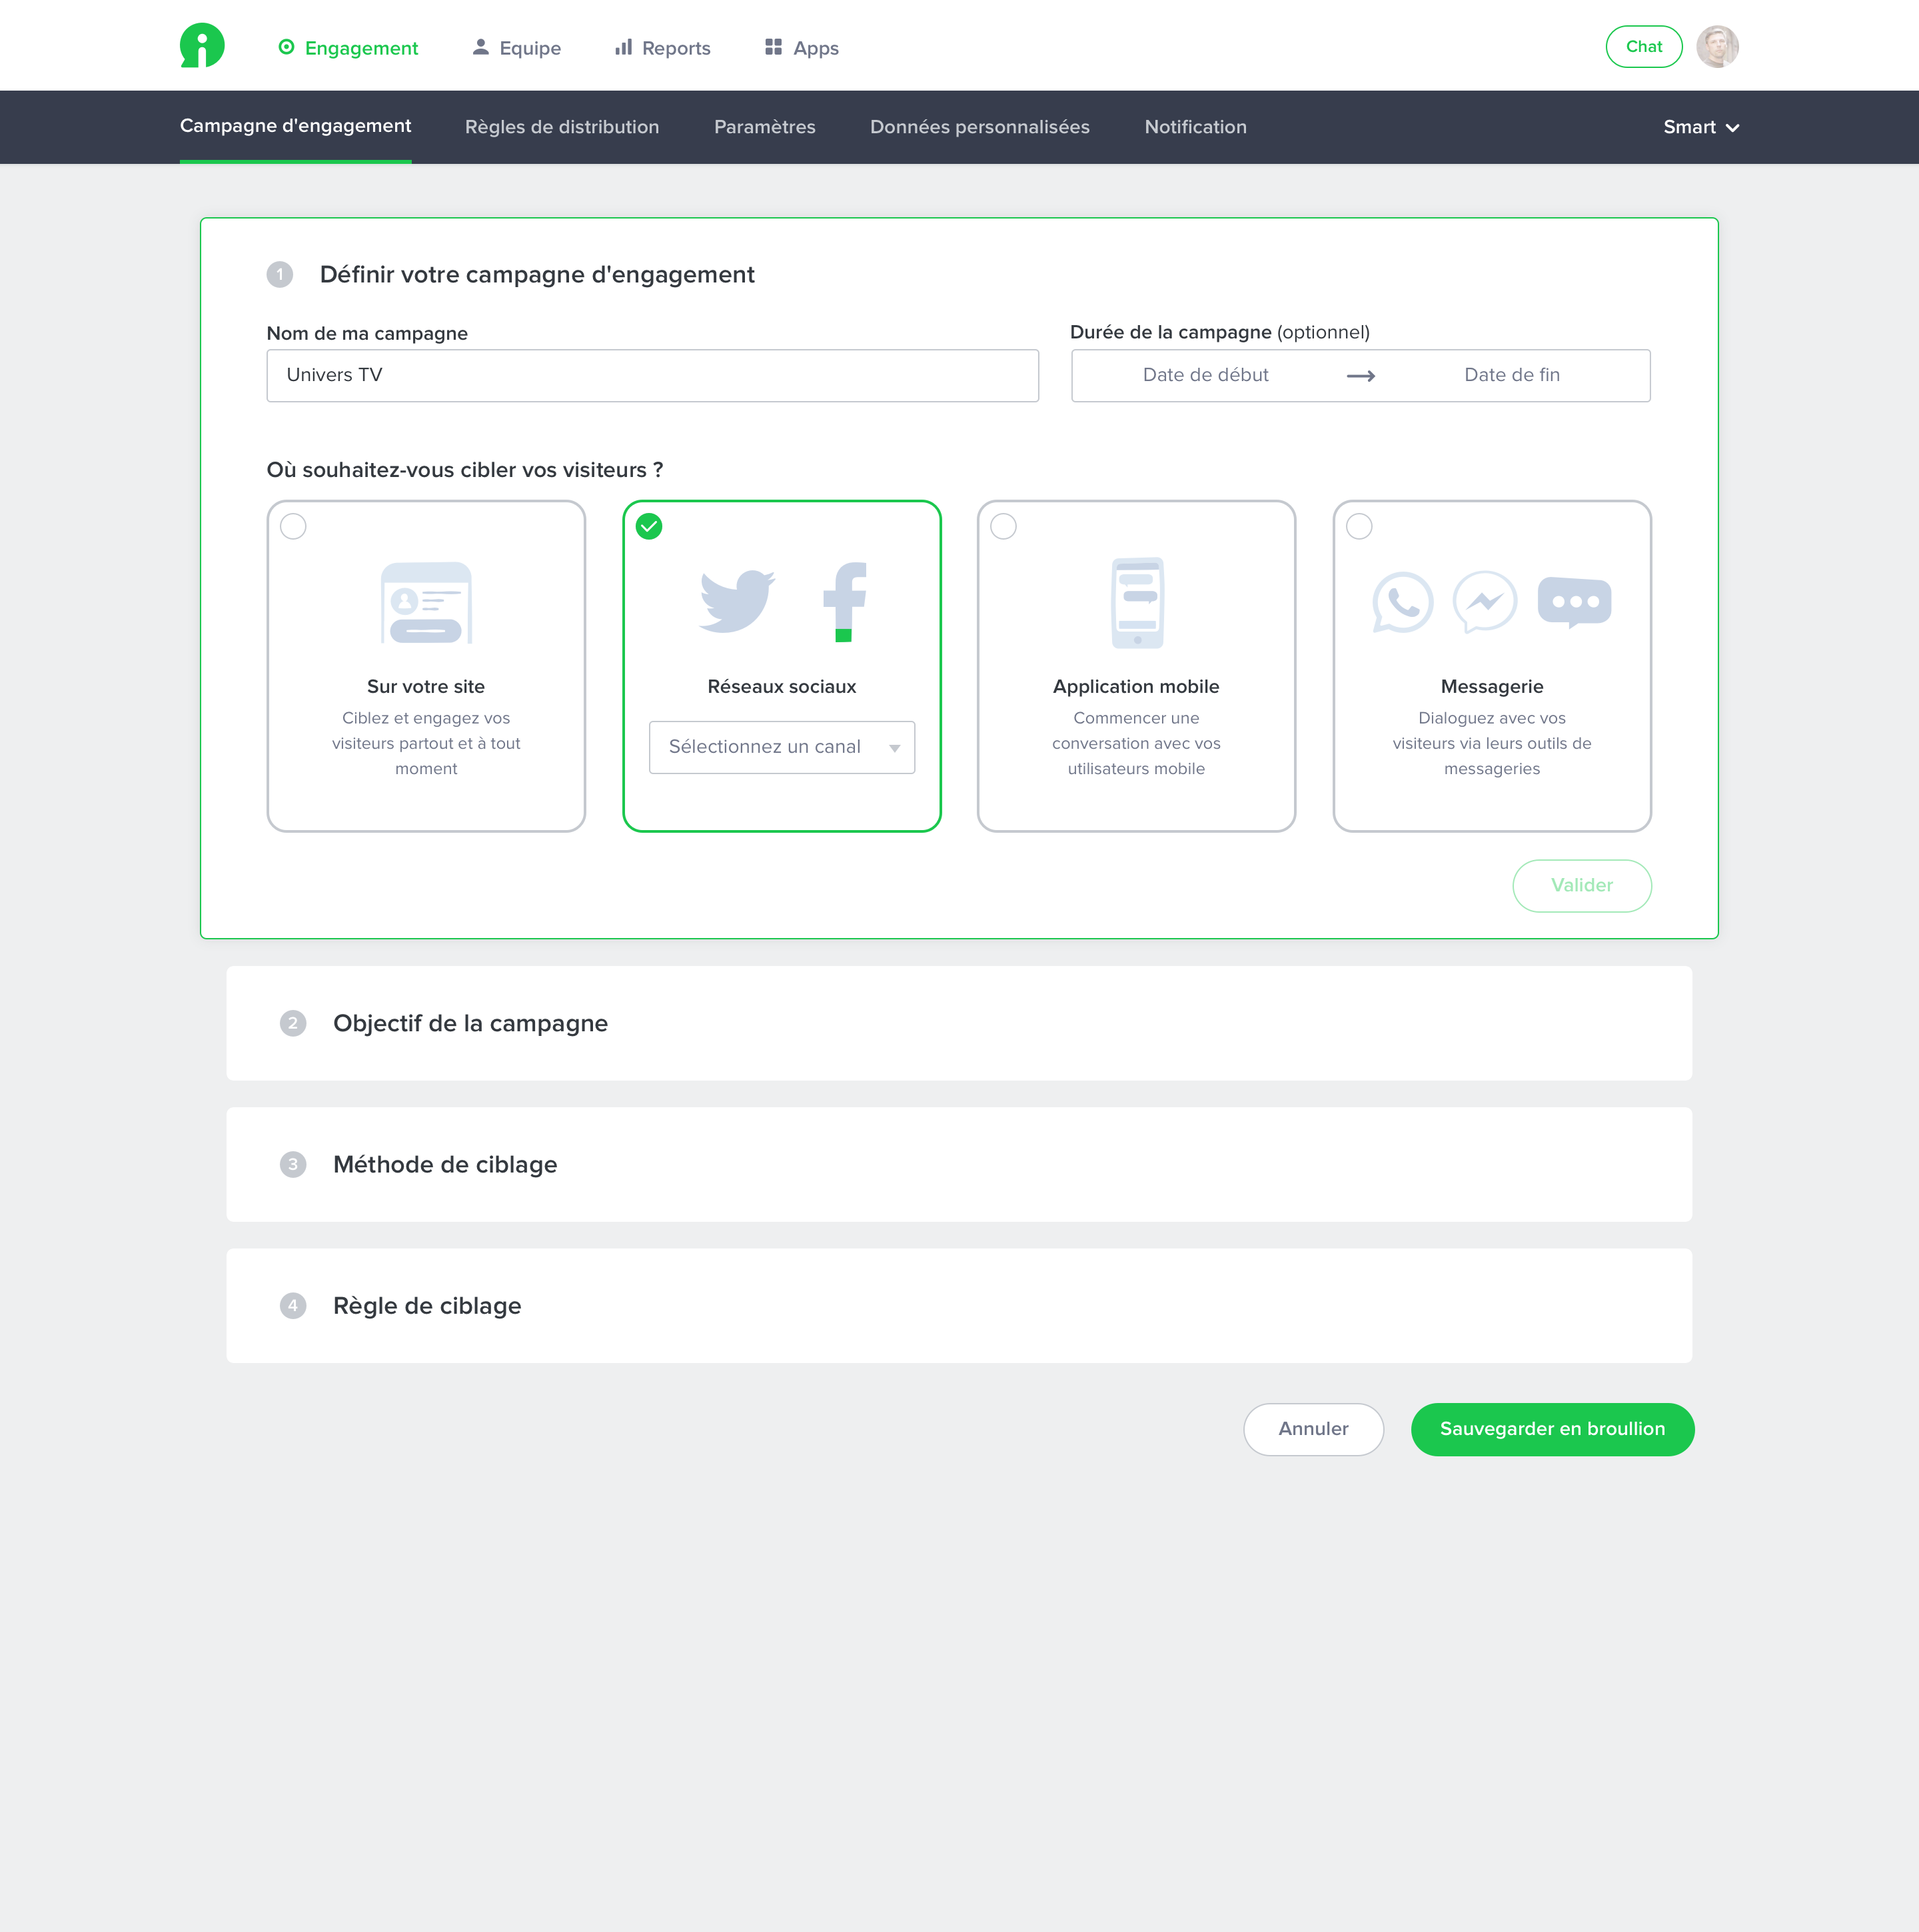 Engagement
Equipe
Reports
Apps
Chat
Campagne d'engagement
Règles de distribution
Paramètres
Données personnalisées
Notification
Smart
1
Définir votre campagne d'engagement
Nom de ma campagne
Durée de la campagne (optionnel)
Univers TV
Date de début
Date de fin
Où souhaitez-vous cibler vos visiteurs ?
Sur votre site
Ciblez et engagez vos
visiteurs partout et à tout
moment
Réseaux sociaux
Sélectionnez un canal
Application mobile
Commencer une
conversation avec vos
utilisateurs mobile
Messagerie
Dialoguez avec vos
visiteurs via leurs outils de
messageries
Valider
2
Objectif de la campagne
3
Méthode de ciblage
4
Règle de ciblage
Annuler
Sauvegarder en broullion